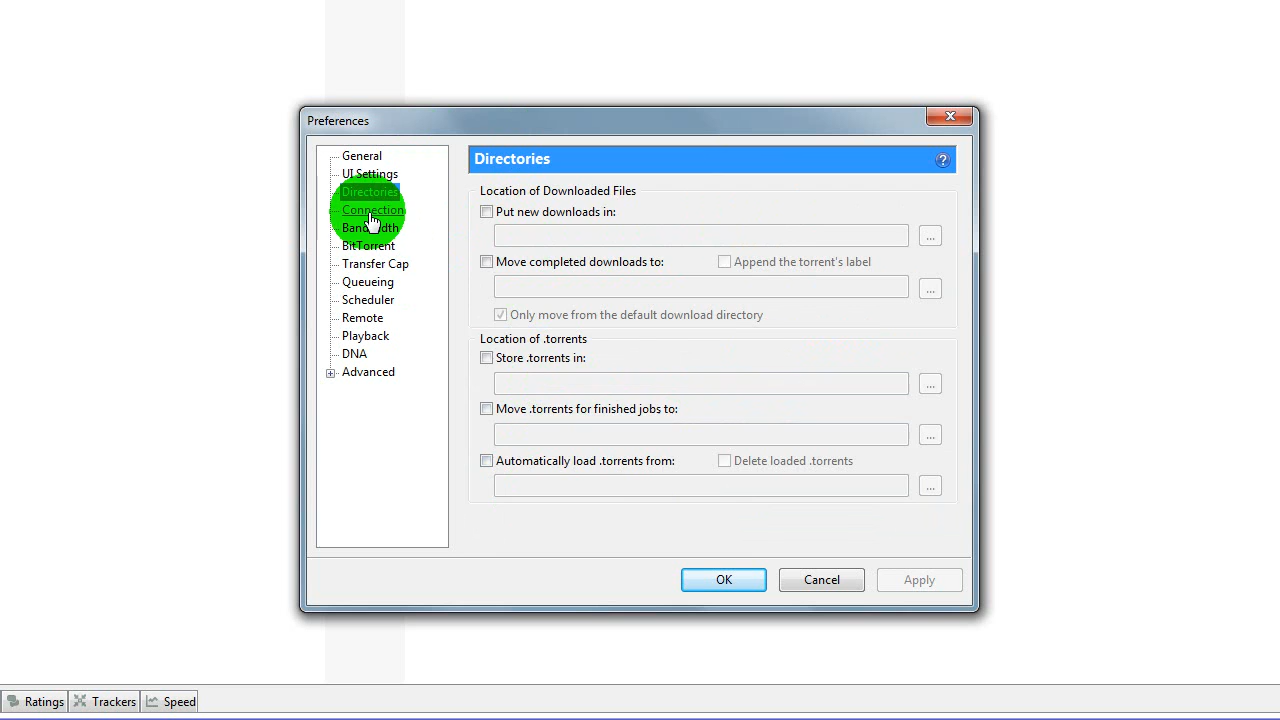 Preferences
General
UI Settings
Directories
Connection
Bandwidth
BitTorrent
Transfer Cap
Queueing
Scheduler
Remote
Playback
DNA
Advanced
Directories
Location of Downloaded Files
Put new downloads in:
...
Move completed downloads to: Append the torrent's label
...
Only move from the default download directory
Location of .torrents
Store .torrents in:
...
Move .torrents for finished jobs to:
...
Automatically load .torrents from: Delete loaded .torrents
...
OK Cancel Apply
Ratings Trackers Speed